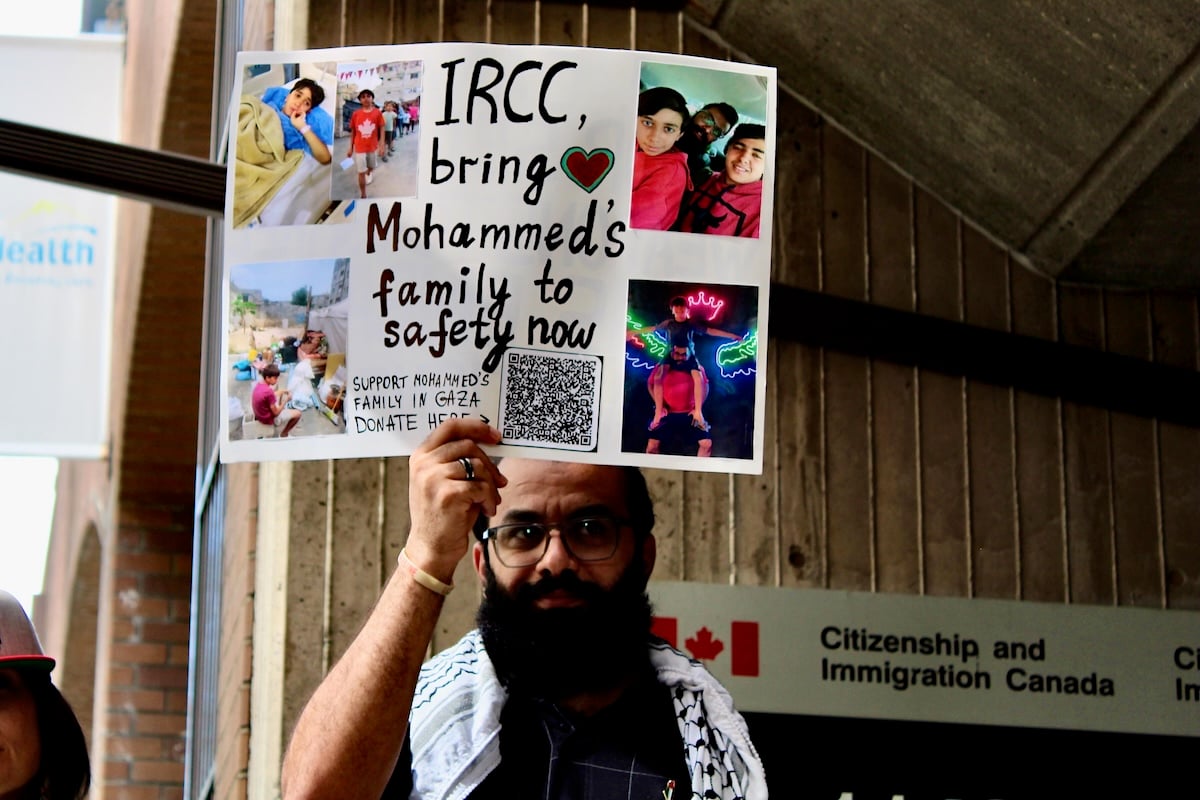 IRCC,
bring
Mohammed's
family to
safety now
SUPPORT MOHAMMED'S
FAMILY IN GAZA
DONATE HERE
Health
Citizenship and
Immigration Canada